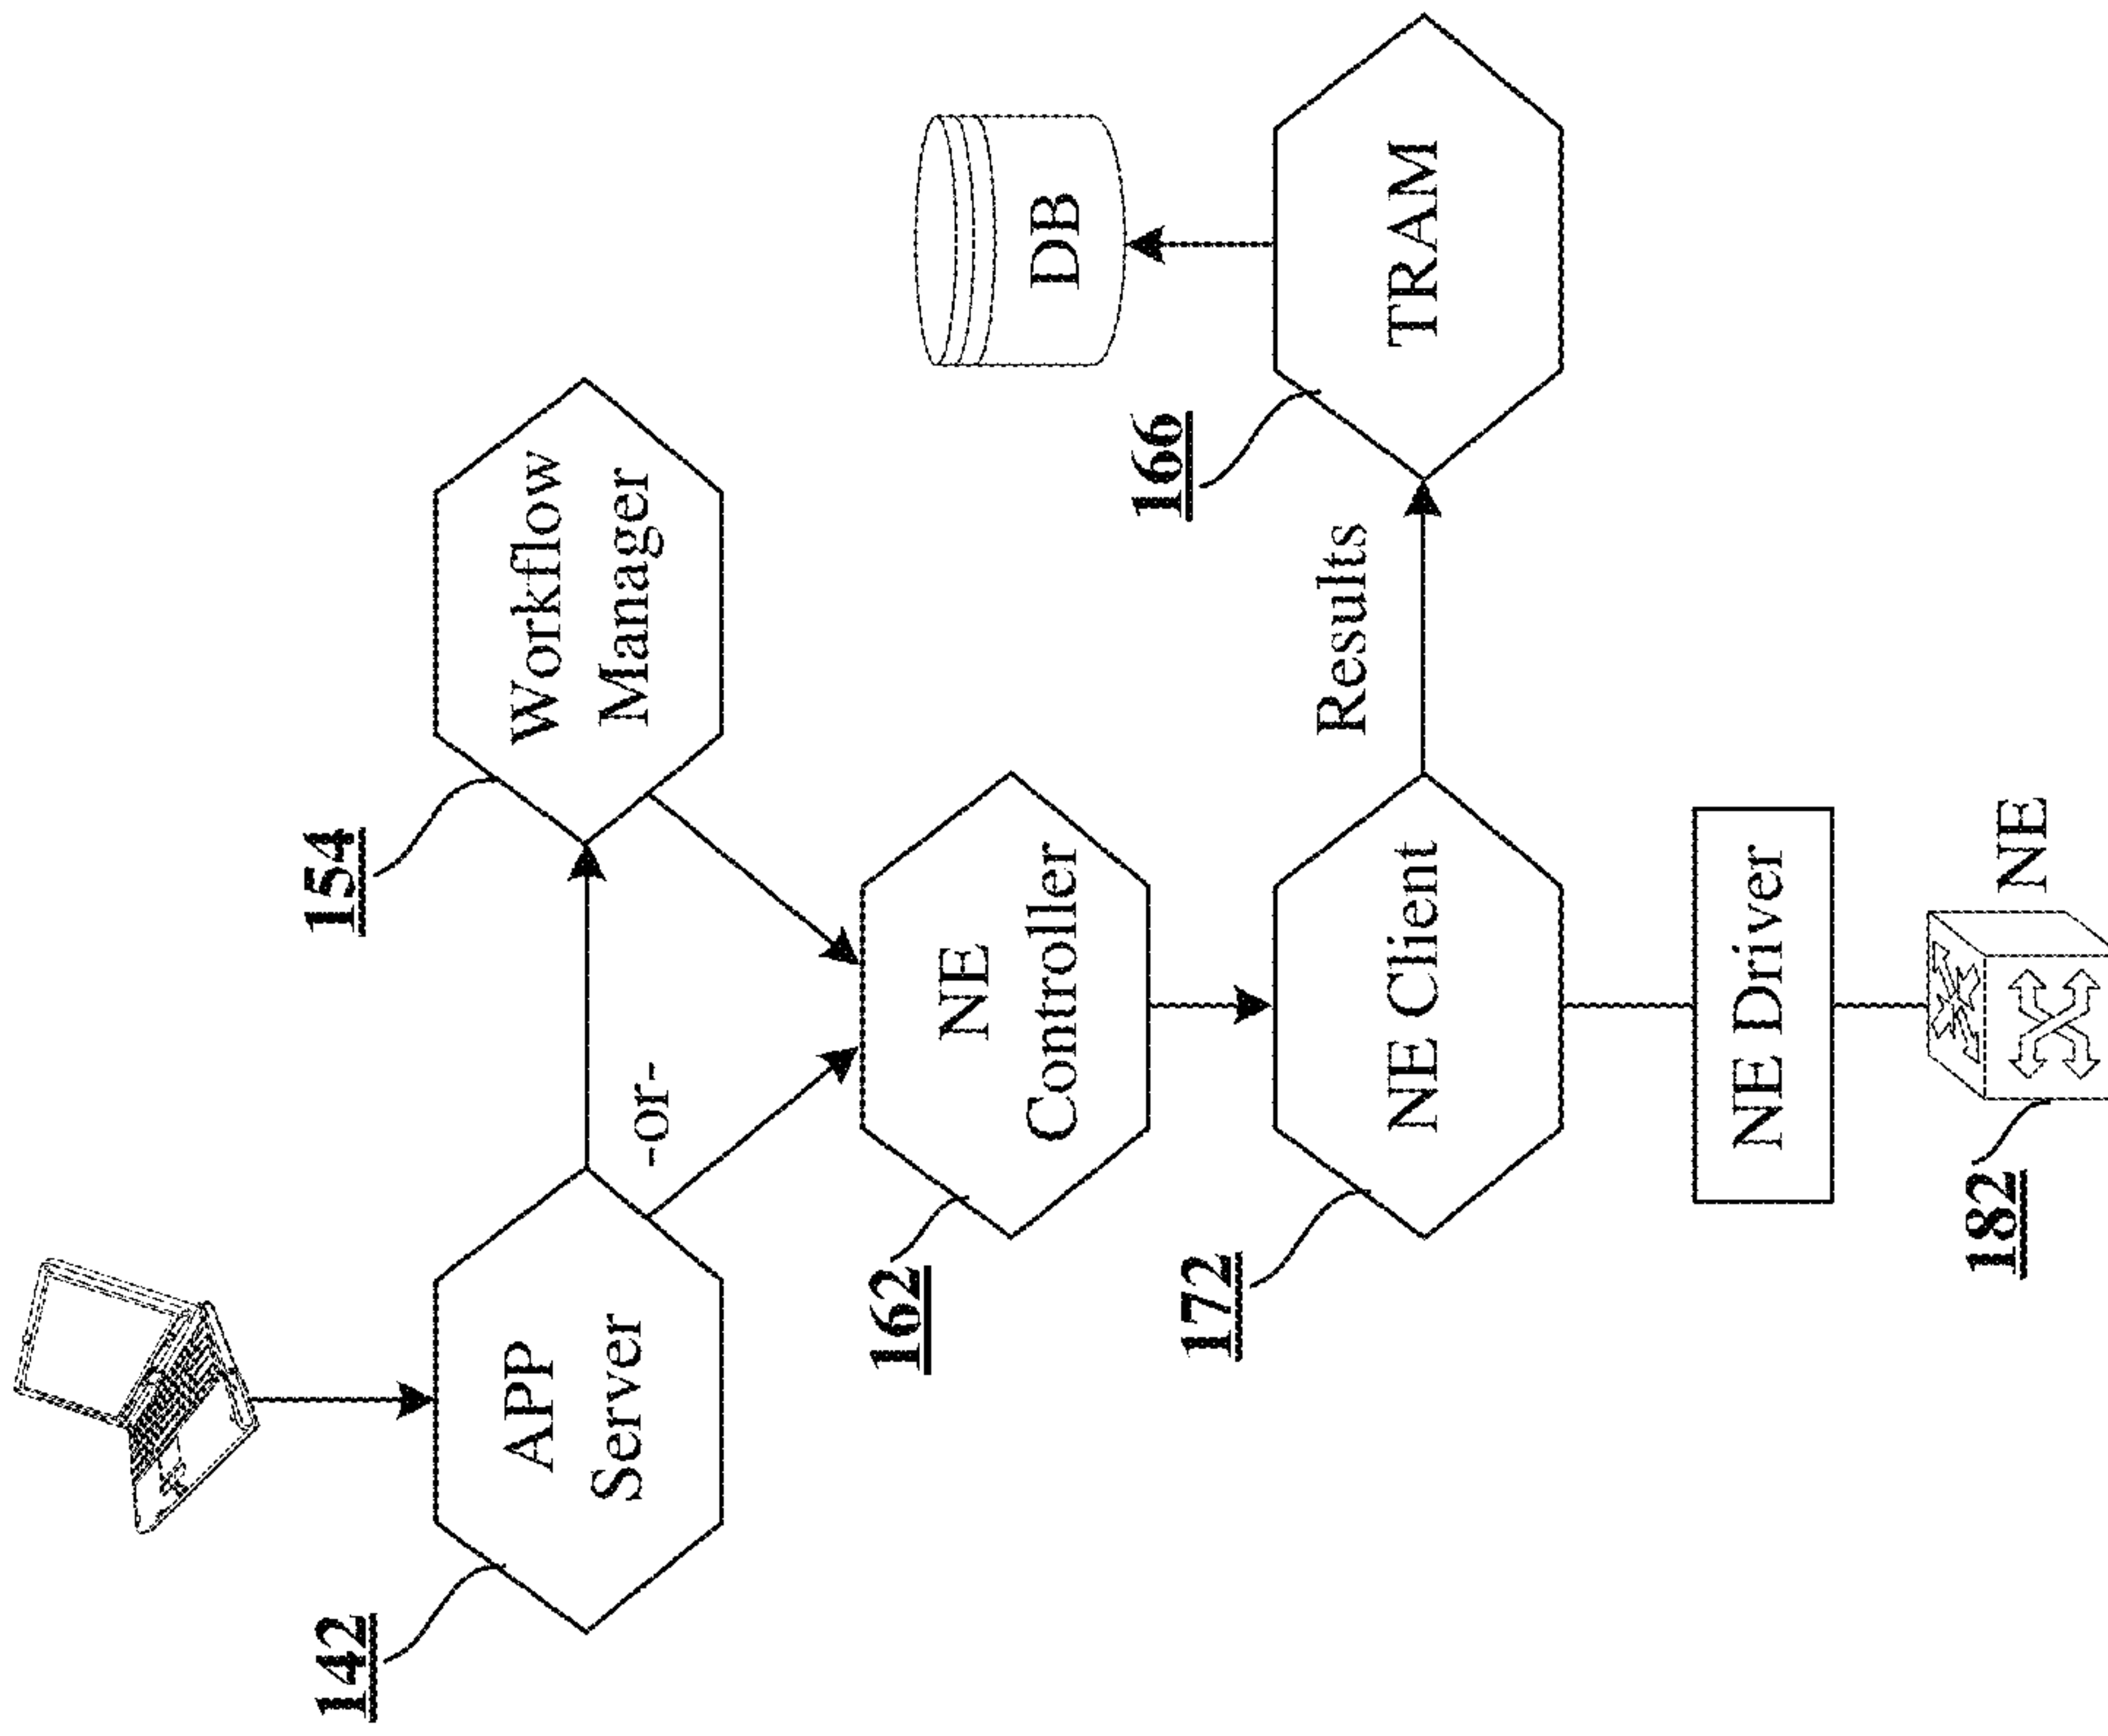 142
APP
Server
-or-
154
Workflow
Manager
162
NE
Controller
172
NE Client
Results
166
TRAM
DB
NE Driver
182
NE